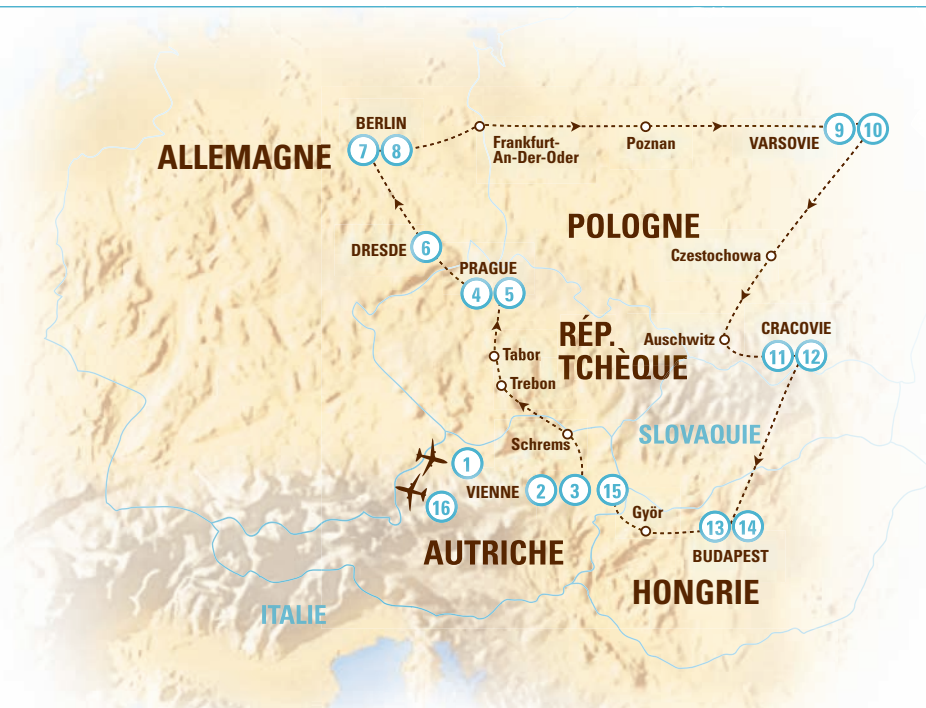 BERLIN
7 8
ALLEMAGNE
Frankfurt-
An-Der-Oder
Poznan
VARSOVIE
9 10
POLOGNE
DRESDE 6
PRAGUE
4 5
Czestochowa
RÉP.
TCHÈQUE
Auschwitz
CRACOVIE
11 12
Tabor
Trebon
Schrems
SLOVAQUIE
1
16
VIENNE 2 3 15
Györ
13 14
BUDAPEST
AUTRICHE
HONGRIE
ITALIE